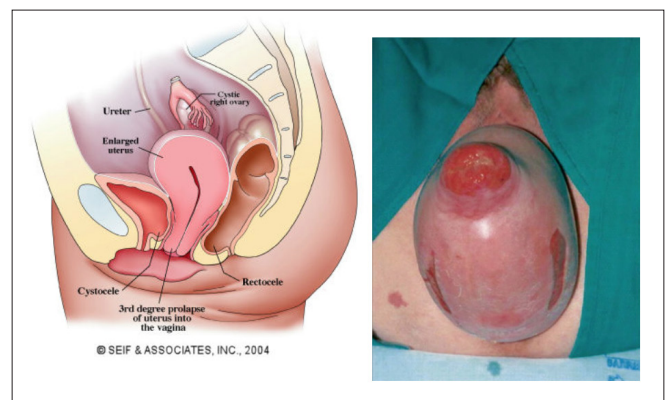 Cystic
right ovary
Ureter
Enlarged
uterus
Rectocele
Cystocele
3rd degree prolapse
of uterus into
the vagina
© SEIF & ASSOCIATES, INC., 2004